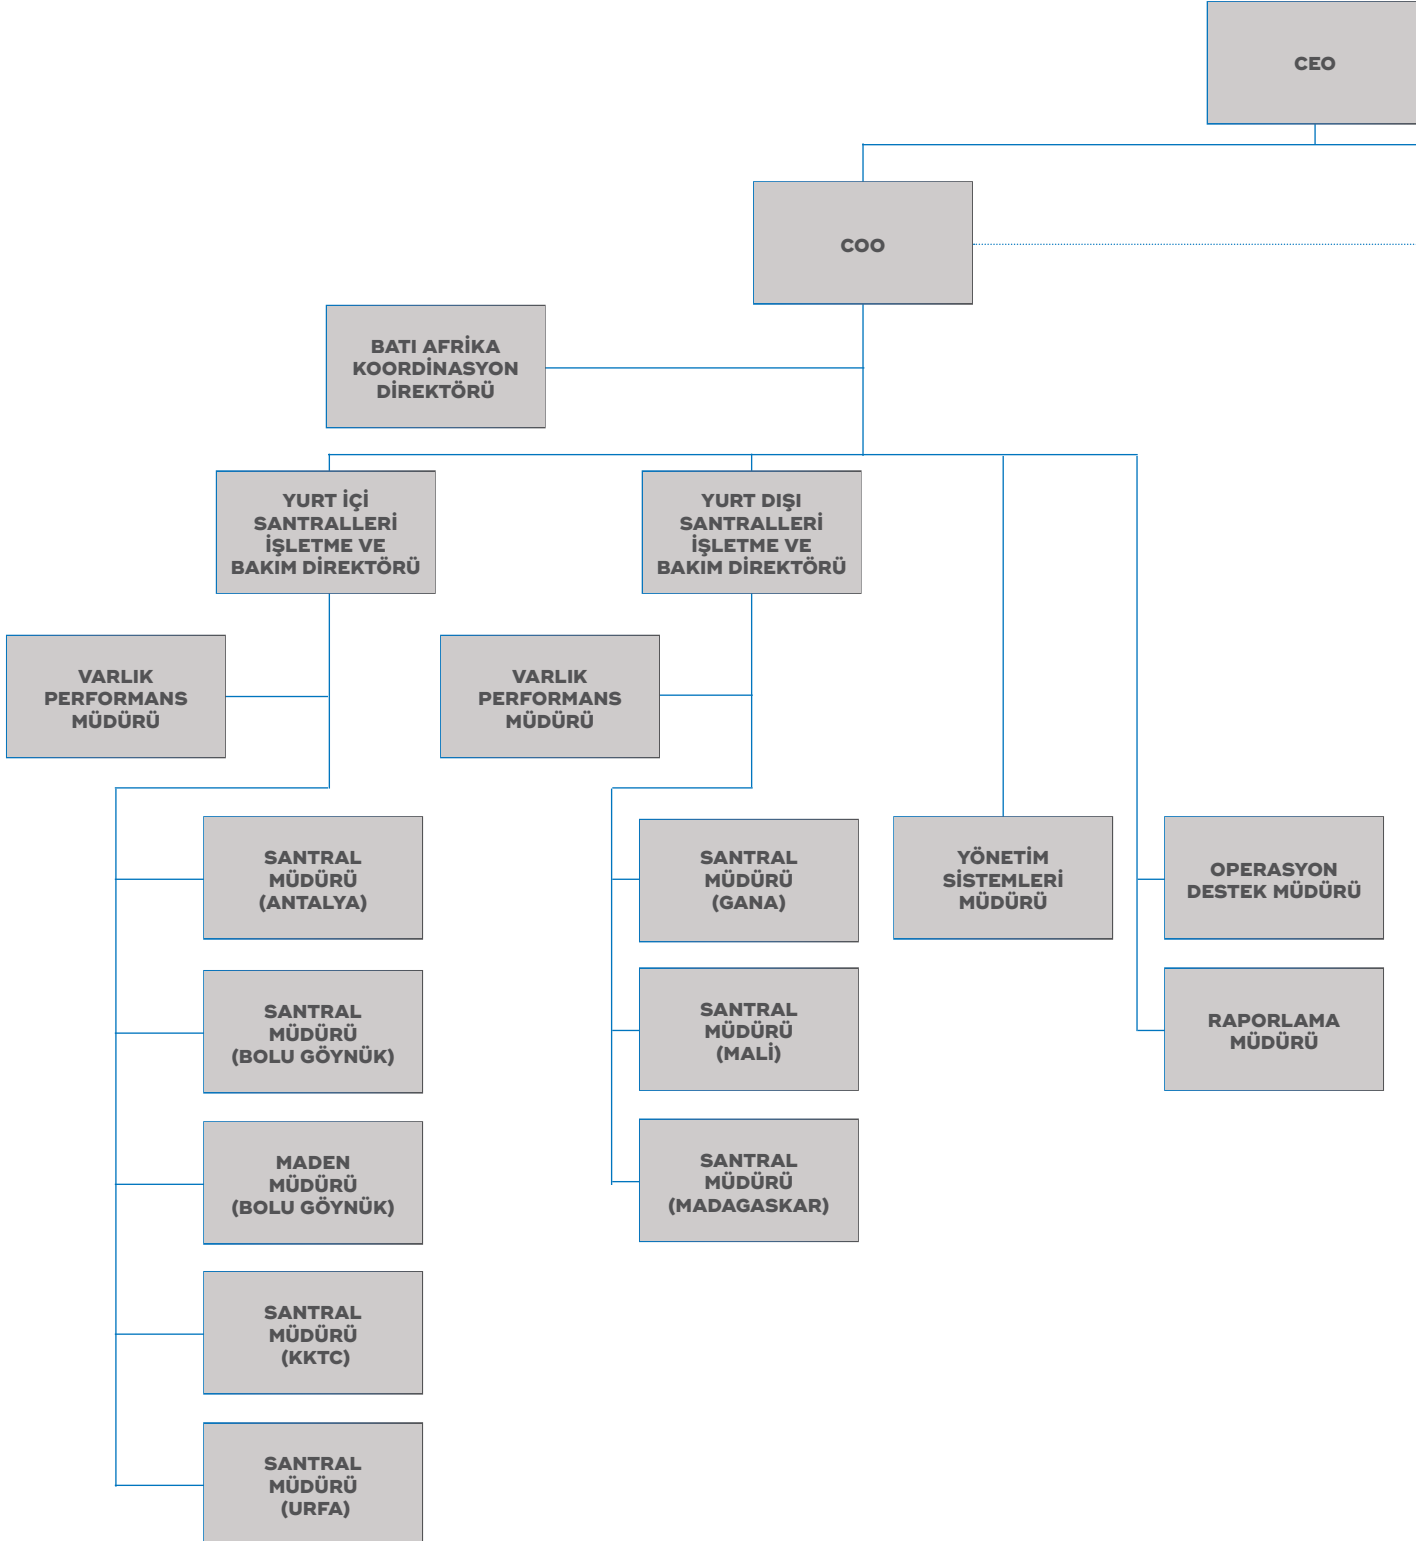 CEO
COO
BATI AFRİKA
KOORDİNASYON
DİREKTÖRÜ
YURT İÇİ
SANTRALLERİ
İŞLETME VE
BAKIM DİREKTÖRÜ
YURT DIŞI
SANTRALLERİ
İŞLETME VE
BAKIM DİREKTÖRÜ
VARLIK
PERFORMANS
MÜDÜRÜ
VARLIK
PERFORMANS
MÜDÜRÜ
SANTRAL
MÜDÜRÜ
(ANTALYA)
SANTRAL
MÜDÜRÜ
(GANA)
YÖNETİM
SİSTEMLERİ
MÜDÜRÜ
OPERASYON
DESTEK MÜDÜRÜ
SANTRAL
MÜDÜRÜ
(BOLU GÖYNÜK)
SANTRAL
MÜDÜRÜ
(MALİ)
RAPORLAMA
MÜDÜRÜ
MADEN
MÜDÜRÜ
(BOLU GÖYNÜK)
SANTRAL
MÜDÜRÜ
(MADAGASKAR)
SANTRAL
MÜDÜRÜ
(KKTC)
SANTRAL
MÜDÜRÜ
(URFA)